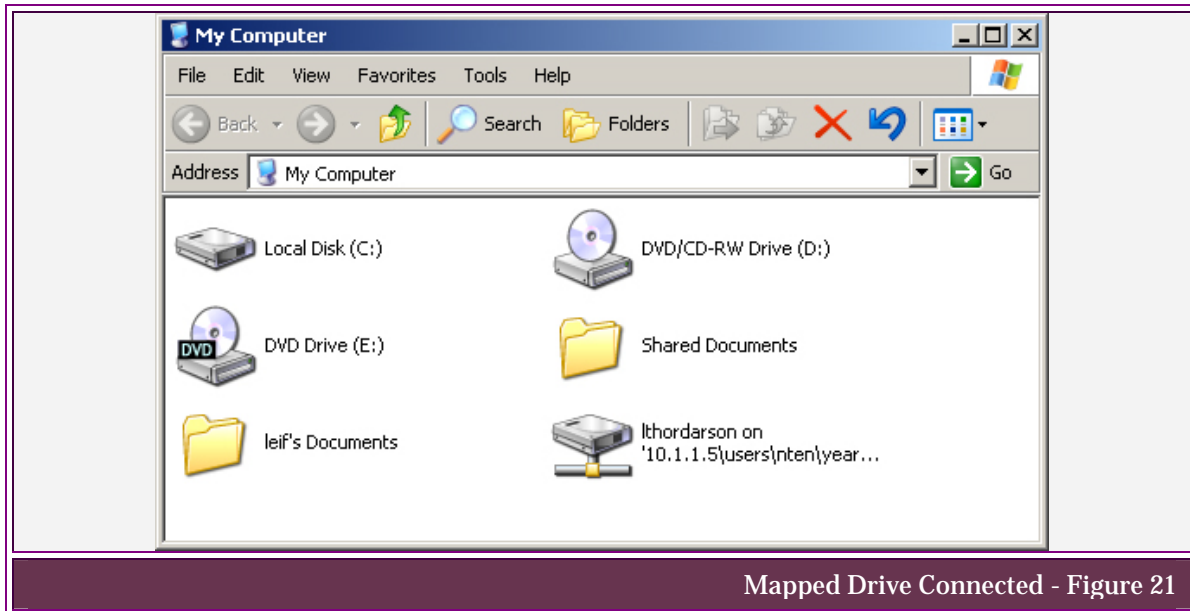 My Computer
File Edit View Favorites Tools Help
Back Search Folders
Address My Computer Go
Local Disk (C:) DVD/CD-RW Drive (D:)
DVD
DVD Drive (E:) Shared Documents
leif's Documents lthordarson on
'10.1.1.5\users\nten\year...
Mapped Drive Connected - Figure 21